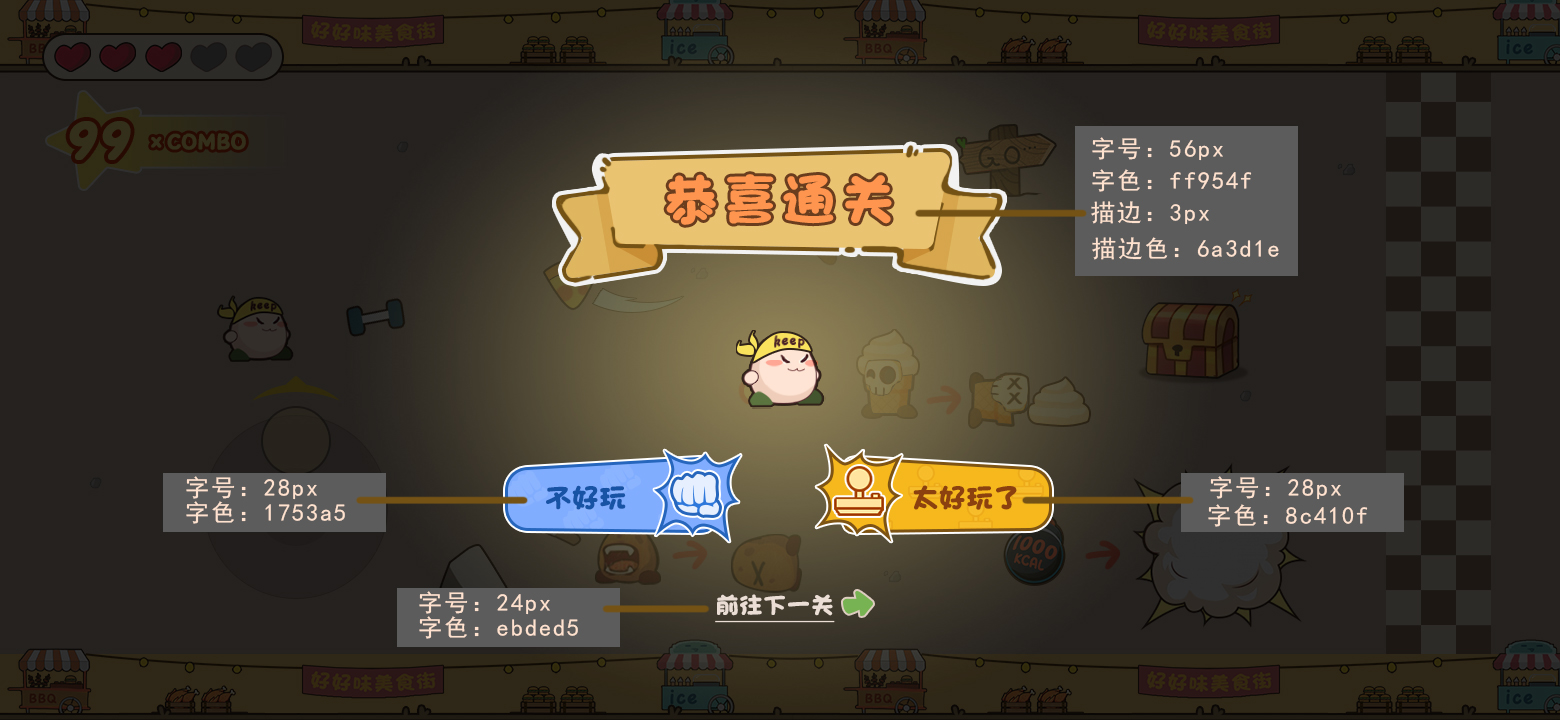 好好味美食街
好好味美食街
BBQ
ice
BBQ
ice
99 x COMBO
GO
恭喜通关
字号：56px
字色：ff954f
描边：3px
描边色：6a3d1e
keep
keep
不好玩
太好玩了
字号：28px
字色：1753a5
字号：28px
字色：8c410f
1000
KCAL
字号：24px
字色：ebded5
前往下一关
好好味美食街
好好味美食街
BBQ
ice
BBQ
ice